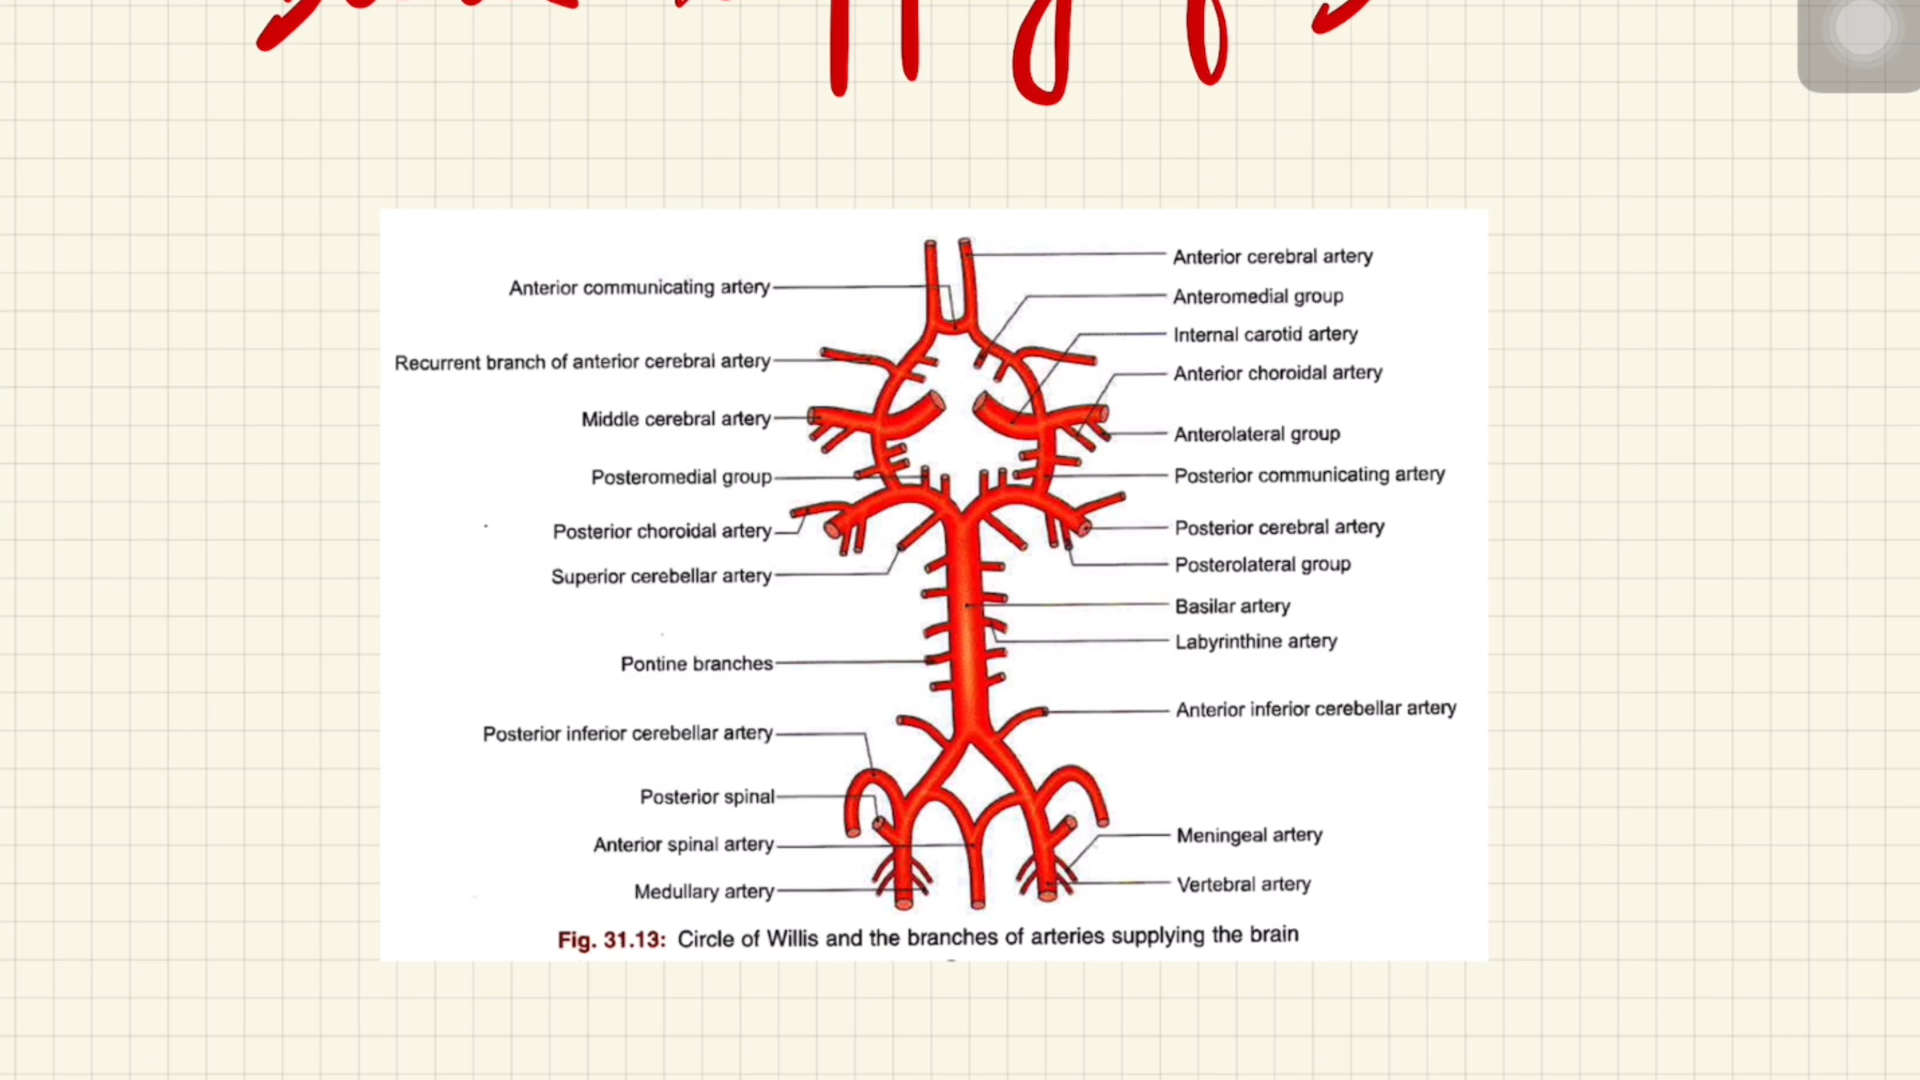 Anterior cerebral artery
Anterior communicating artery
Anteromedial group
Internal carotid artery
Recurrent branch of anterior cerebral artery
Anterior choroidal artery
Middle cerebral artery
Anterolateral group
Posteromedial group
Posterior communicating artery
Posterior choroidal artery
Posterior cerebral artery
Posterolateral group
Superior cerebellar artery
Basilar artery
Labyrinthine artery
Pontine branches
Anterior inferior cerebellar artery
Posterior inferior cerebellar artery
Posterior spinal
Meningeal artery
Anterior spinal artery
Vertebral artery
Medullary artery
Fig. 31.13: Circle of Willis and the branches of arteries supplying the brain